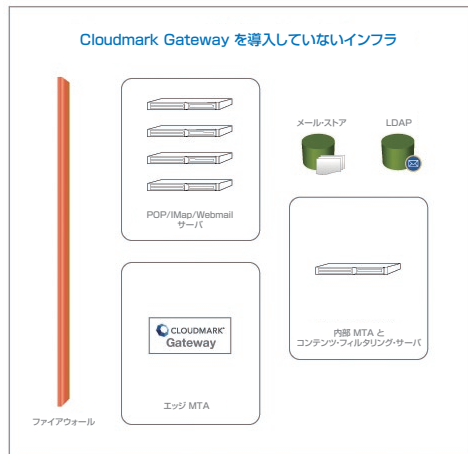 Cloudmark Gateway を導入していないインフラ
メール・ストア
LDAP
POP/IMap/Webmail
サーバ
CLOUDMARK
Gateway
内部 MTA と
コンテンツ・フィルタリング・サーバ
エッジ MTA
ファイアウォール